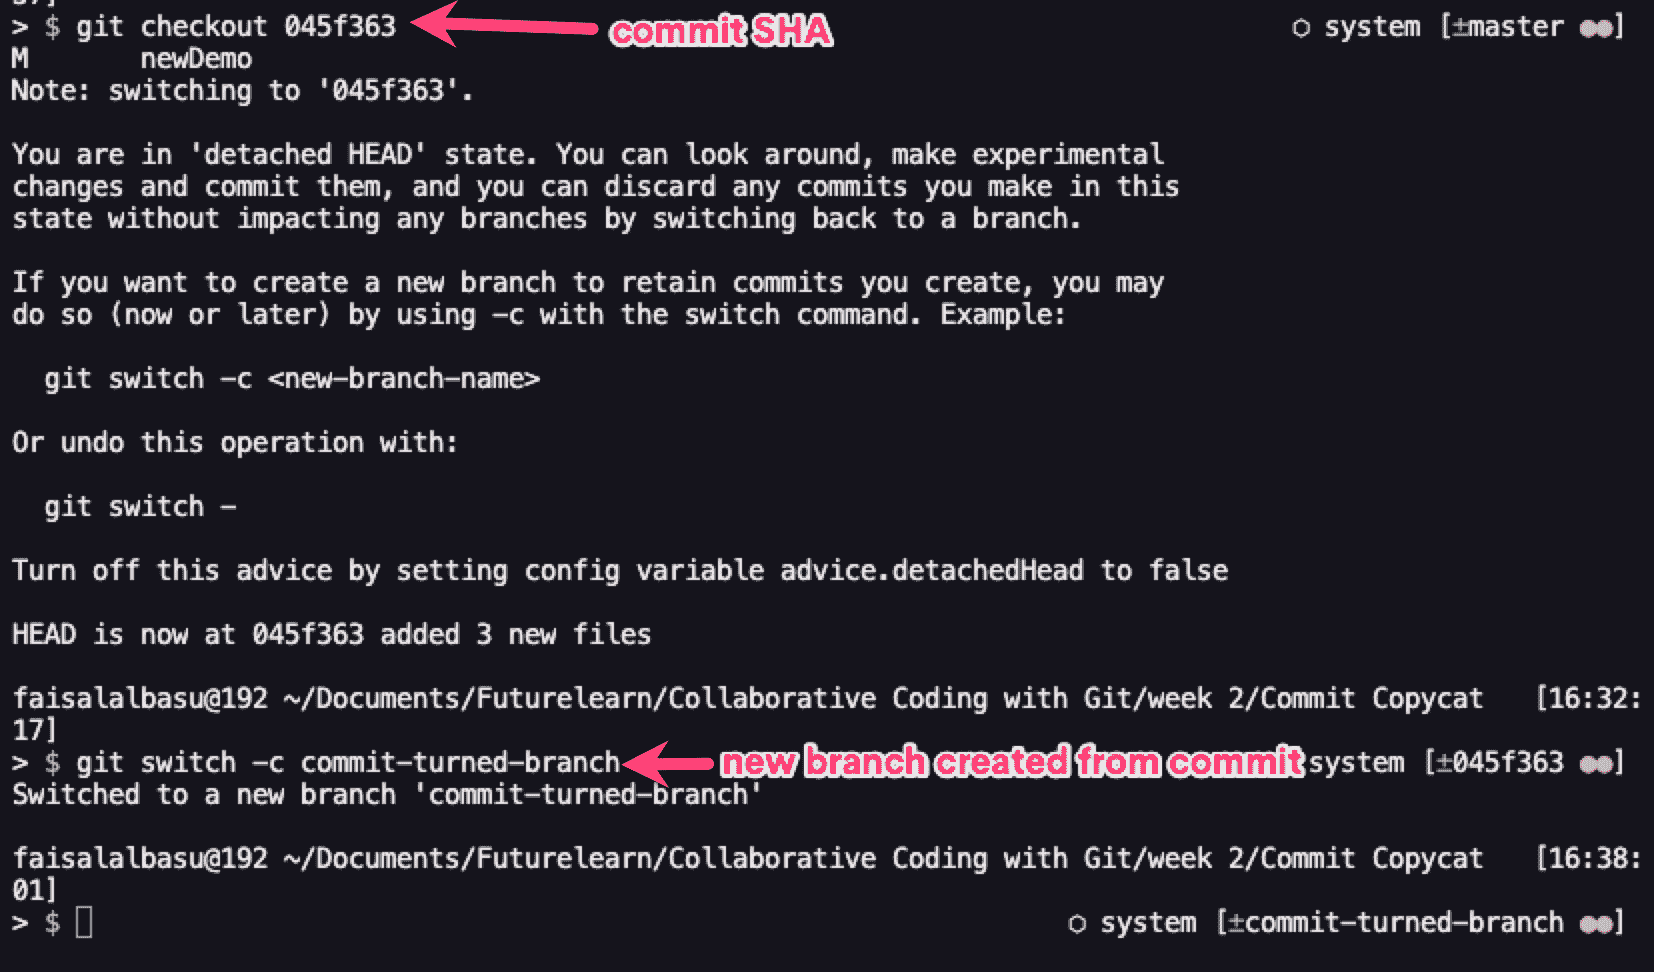 37]
> $ git checkout 045f363 commit SHA ⬡ system [±master ●●]
M       newDemo
Note: switching to '045f363'.
You are in 'detached HEAD' state. You can look around, make experimental
changes and commit them, and you can discard any commits you make in this
state without impacting any branches by switching back to a branch.
If you want to create a new branch to retain commits you create, you may
do so (now or later) by using -c with the switch command. Example:
git switch -c <new-branch-name>
Or undo this operation with:
git switch -
Turn off this advice by setting config variable advice.detachedHead to false
HEAD is now at 045f363 added 3 new files
faisalalbasu@192 ~/Documents/Futurelearn/Collaborative Coding with Git/week 2/Commit Copycat [16:32:
17]
> $ git switch -c commit-turned-branch new branch created from commit system [±045f363 ●●]
Switched to a new branch 'commit-turned-branch'
faisalalbasu@192 ~/Documents/Futurelearn/Collaborative Coding with Git/week 2/Commit Copycat [16:38:
01]
> $ ⬡ system [±commit-turned-branch ●●]